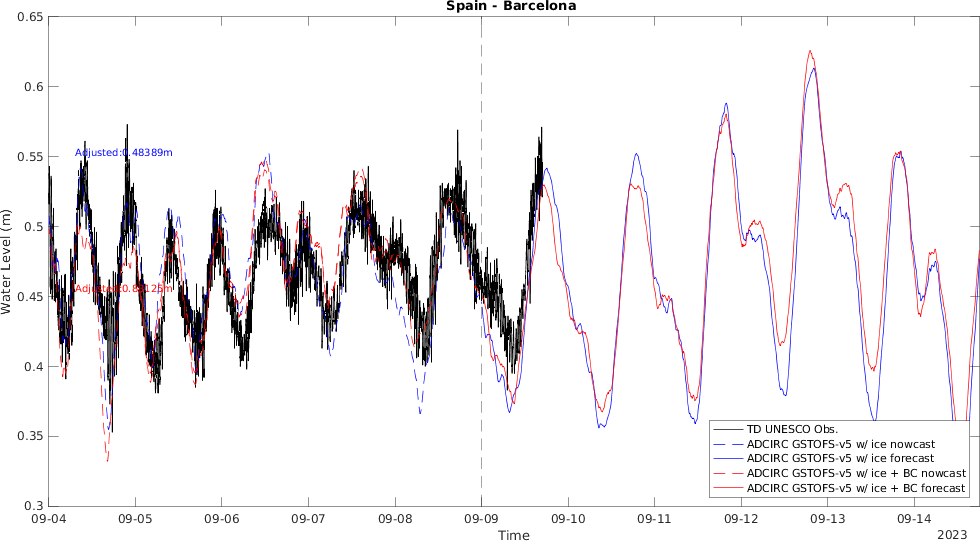 Spain - Barcelona
0.65
0.6
0.55
0.5
0.45
0.4
0.35
0.3
Water Level (m)
Adjusted:0.48389m
TD UNESCO Obs.
ADCIRC GSTOFS-v5 w/ ice nowcast
ADCIRC GSTOFS-v5 w/ ice forecast
ADCIRC GSTOFS-v5 w/ ice + BC nowcast
ADCIRC GSTOFS-v5 w/ ice + BC forecast
09-04
09-05
09-06
09-07
09-08
09-09
09-10
09-11
09-12
09-13
09-14
Time
2023